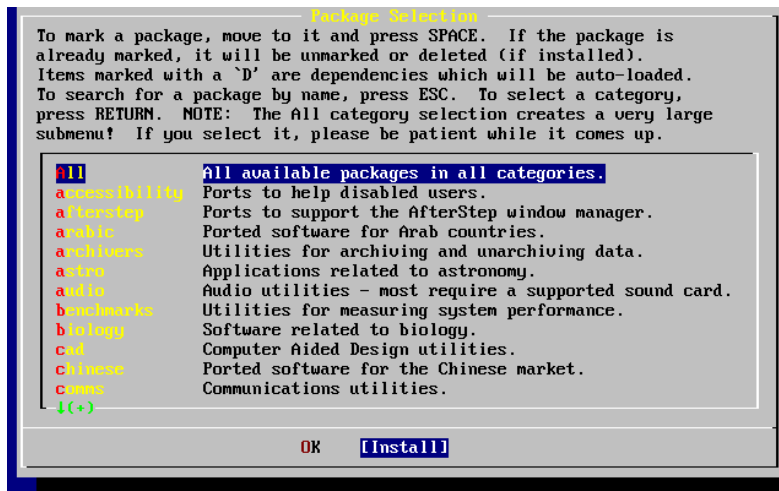 Package Selection
To mark a package, move to it and press SPACE. If the package is
already marked, it will be unmarked or deleted (if installed).
Items marked with a `D' are dependencies which will be auto-loaded.
To search for a package by name, press ESC. To select a category,
press RETURN. NOTE: The All category selection creates a very large
submenu! If you select it, please be patient while it comes up.
All All available packages in all categories.
accessibility Ports to help disabled users.
afterstep Ports to support the AfterStep window manager.
arabic Ported software for Arab countries.
archivers Utilities for archiving and unarchiving data.
astro Applications related to astronomy.
audio Audio utilities - most require a supported sound card.
benchmarks Utilities for measuring system performance.
biology Software related to biology.
cad Computer Aided Design utilities.
chinese Ported software for the Chinese market.
comms Communications utilities.
↓(+)
OK [Install]